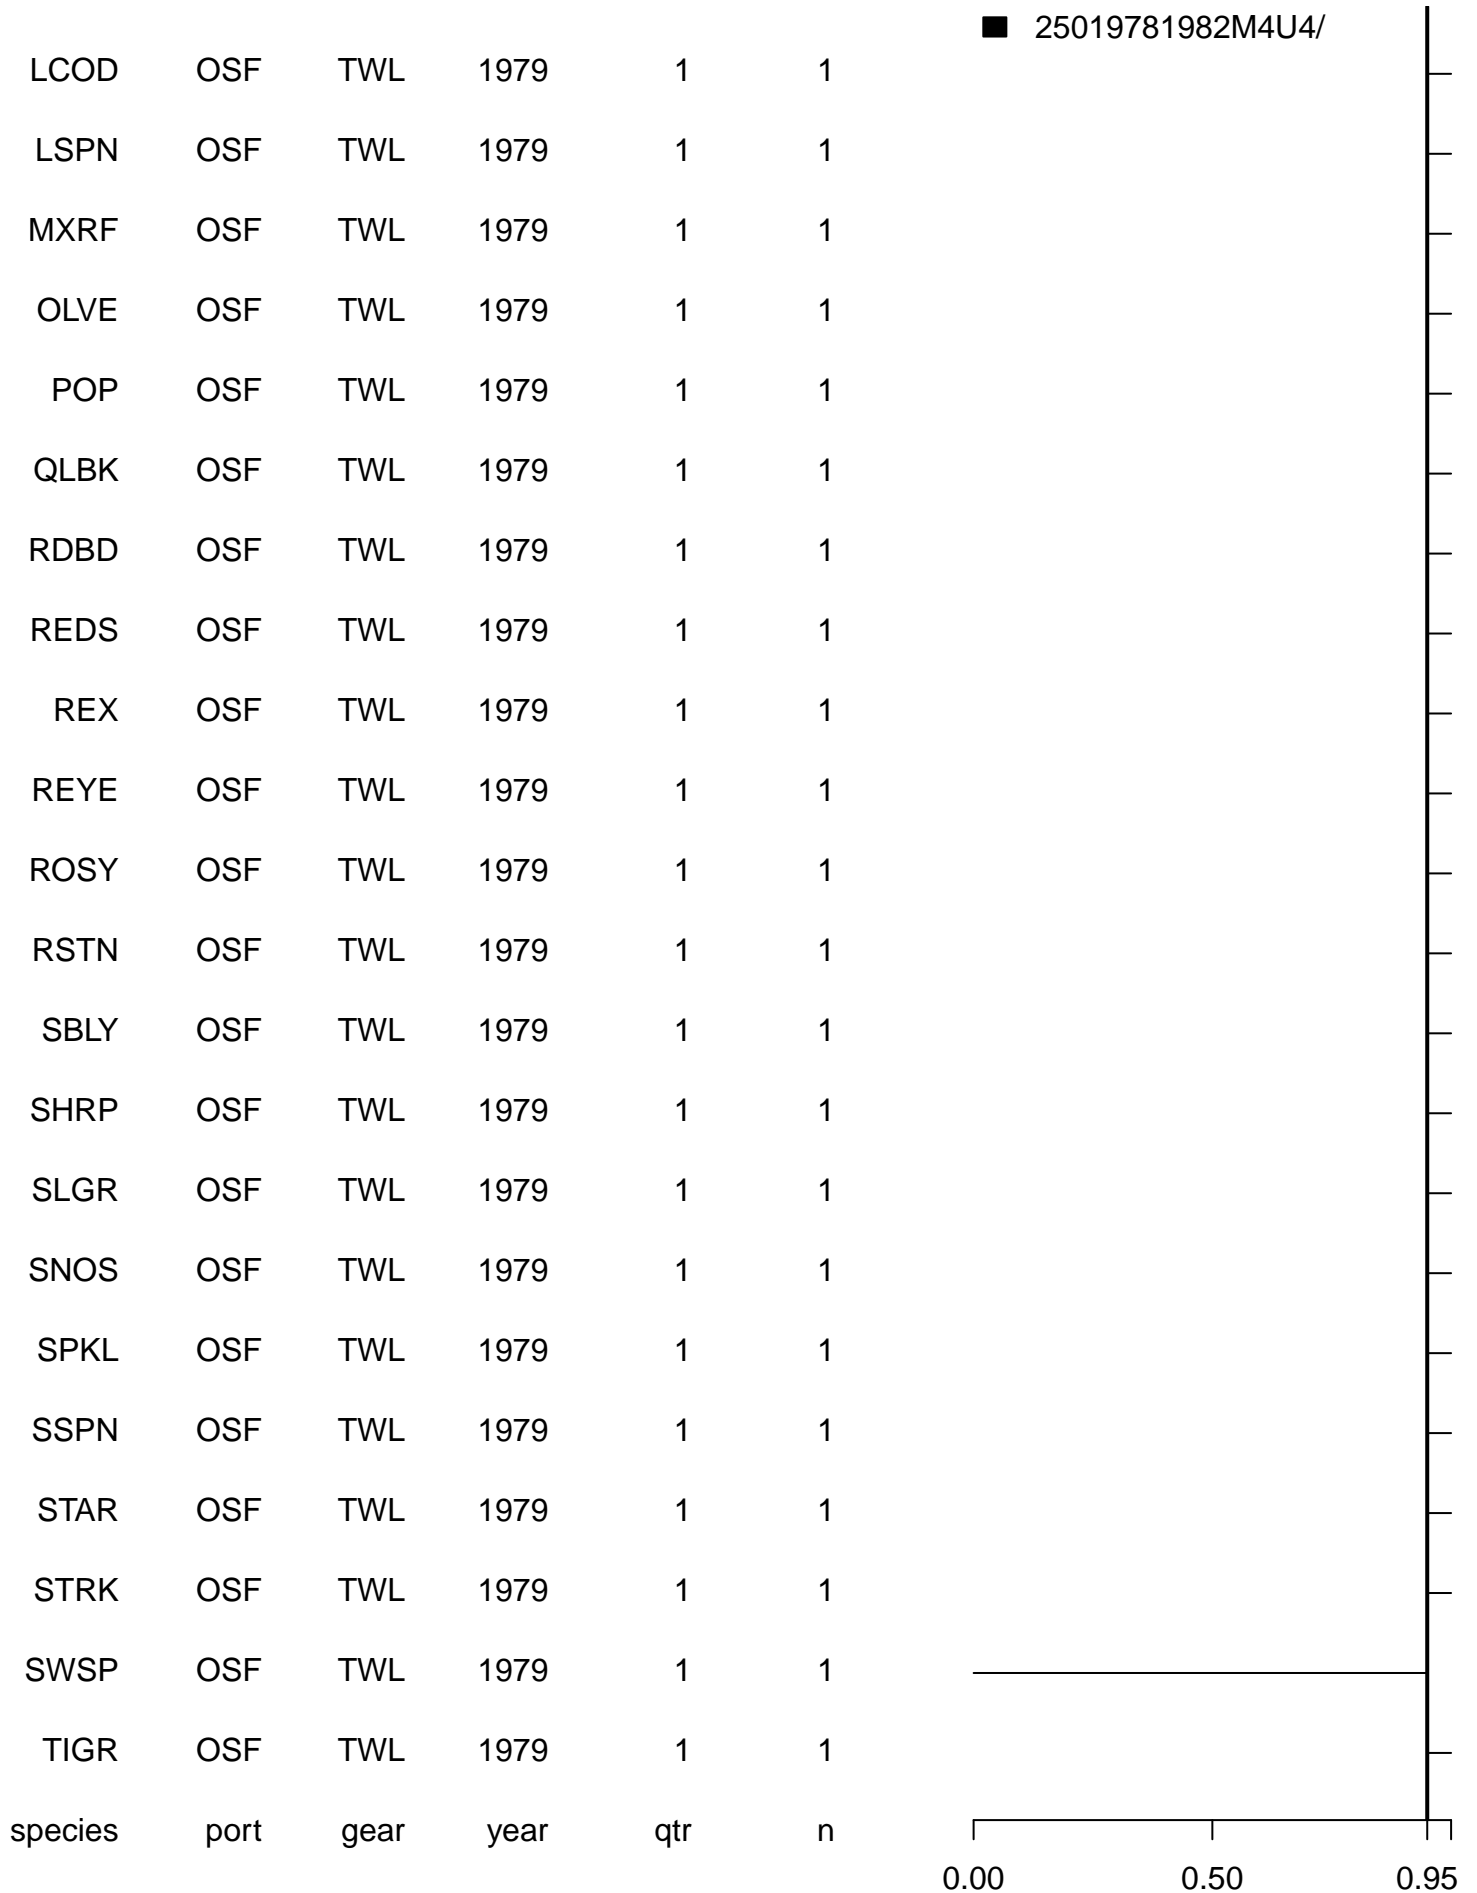 25019781982M4U4/
LCOD OSF TWL 1979 1 1
LSPN OSF TWL 1979 1 1
MXRF OSF TWL 1979 1 1
OLVE OSF TWL 1979 1 1
POP OSF TWL 1979 1 1
QLBK OSF TWL 1979 1 1
RDBD OSF TWL 1979 1 1
REDS OSF TWL 1979 1 1
REX OSF TWL 1979 1 1
REYE OSF TWL 1979 1 1
ROSY OSF TWL 1979 1 1
RSTN OSF TWL 1979 1 1
SBLY OSF TWL 1979 1 1
SHRP OSF TWL 1979 1 1
SLGR OSF TWL 1979 1 1
SNOS OSF TWL 1979 1 1
SPKL OSF TWL 1979 1 1
SSPN OSF TWL 1979 1 1
STAR OSF TWL 1979 1 1
STRK OSF TWL 1979 1 1
SWSP OSF TWL 1979 1 1
TIGR OSF TWL 1979 1 1
species port gear year qtr n
0.00 0.50 0.95